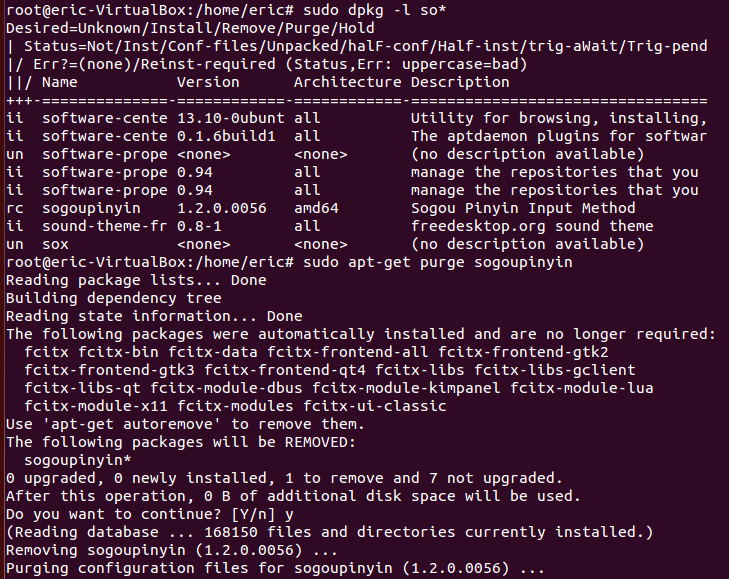 root@eric-VirtualBox:/home/eric# sudo dpkg -l so*
Desired=Unknown/Install/Remove/Purge/Hold
| Status=Not/Inst/Conf-files/Unpacked/halF-conf/Half-inst/trig-aWait/Trig-pend
|/ Err?=(none)/Reinst-required (Status,Err: uppercase=bad)
||/ Name           Version      Architecture Description
+++-==============-============-============-=================================
ii  software-cente 13.10-0ubunt all          Utility for browsing, installing,
ii  software-cente 0.1.6build1  all          The aptdaemon plugins for softwar
un  software-prope <none>       <none>       (no description available)
ii  software-prope 0.94         all          manage the repositories that you
ii  software-prope 0.94         all          manage the repositories that you
rc  sogoupinyin    1.2.0.0056   amd64        Sogou Pinyin Input Method
ii  sound-theme-fr 0.8-1        all          freedesktop.org sound theme
un  sox            <none>       <none>       (no description available)
root@eric-VirtualBox:/home/eric# sudo apt-get purge sogoupinyin
Reading package lists... Done
Building dependency tree
Reading state information... Done
The following packages were automatically installed and are no longer required:
  fcitx fcitx-bin fcitx-data fcitx-frontend-all fcitx-frontend-gtk2
  fcitx-frontend-gtk3 fcitx-frontend-qt4 fcitx-libs fcitx-libs-gclient
  fcitx-libs-qt fcitx-module-dbus fcitx-module-kimpanel fcitx-module-lua
  fcitx-module-x11 fcitx-modules fcitx-ui-classic
Use 'apt-get autoremove' to remove them.
The following packages will be REMOVED:
  sogoupinyin*
0 upgraded, 0 newly installed, 1 to remove and 7 not upgraded.
After this operation, 0 B of additional disk space will be used.
Do you want to continue? [Y/n] y
(Reading database ... 168150 files and directories currently installed.)
Removing sogoupinyin (1.2.0.0056) ...
Purging configuration files for sogoupinyin (1.2.0.0056) ...